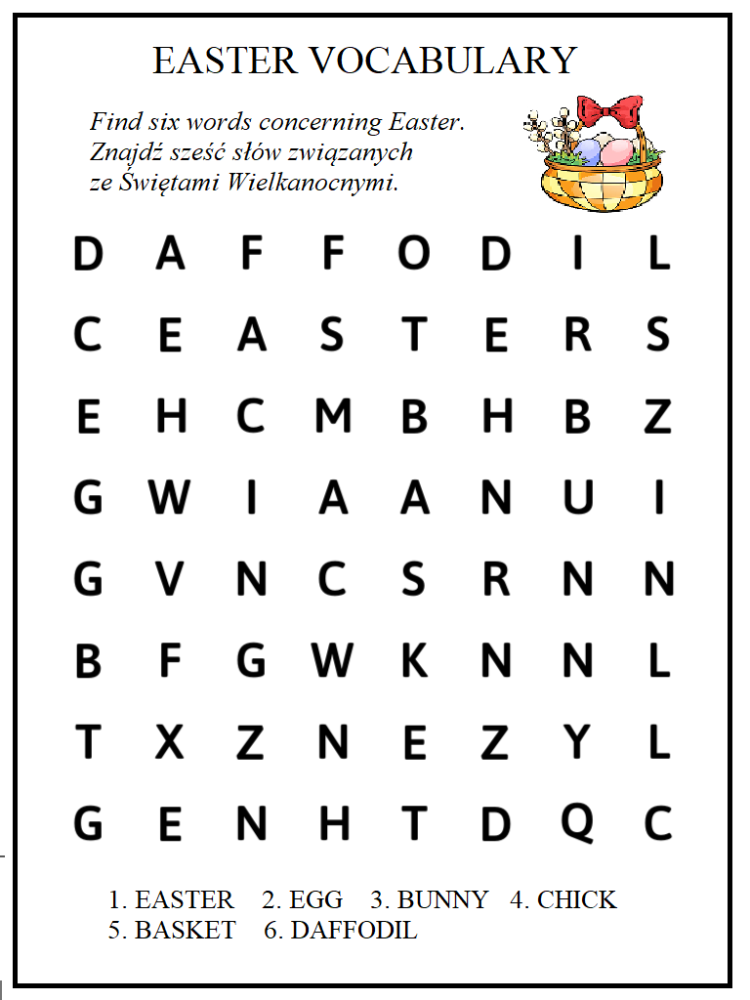 EASTER VOCABULARY
Find six words concerning Easter.
Znajdź sześć słów związanych
ze Świętami Wielkanocnymi.
D A F F O D I L
C E A S T E R S
E H C M B H B Z
G W I A A N U I
G V N C S R N N
B F G W K N N L
T X Z N E Z Y L
G E N H T D Q C
1. EASTER 2. EGG 3. BUNNY 4. CHICK
5. BASKET 6. DAFFODIL